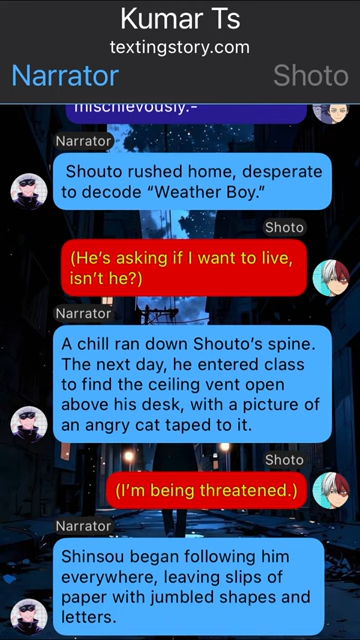 Kumar Ts
textingstory.com
Narrator
Shoto
mischievously.-
Narrator
Shouto rushed home, desperate
to decode “Weather Boy.”
Shoto
(He’s asking if I want to live,
isn’t he?)
Narrator
A chill ran down Shouto’s spine.
The next day, he entered class
to find the ceiling vent open
above his desk, with a picture of
an angry cat taped to it.
Shoto
(I’m being threatened.)
Narrator
Shinsou began following him
everywhere, leaving slips of
paper with jumbled shapes and
letters.